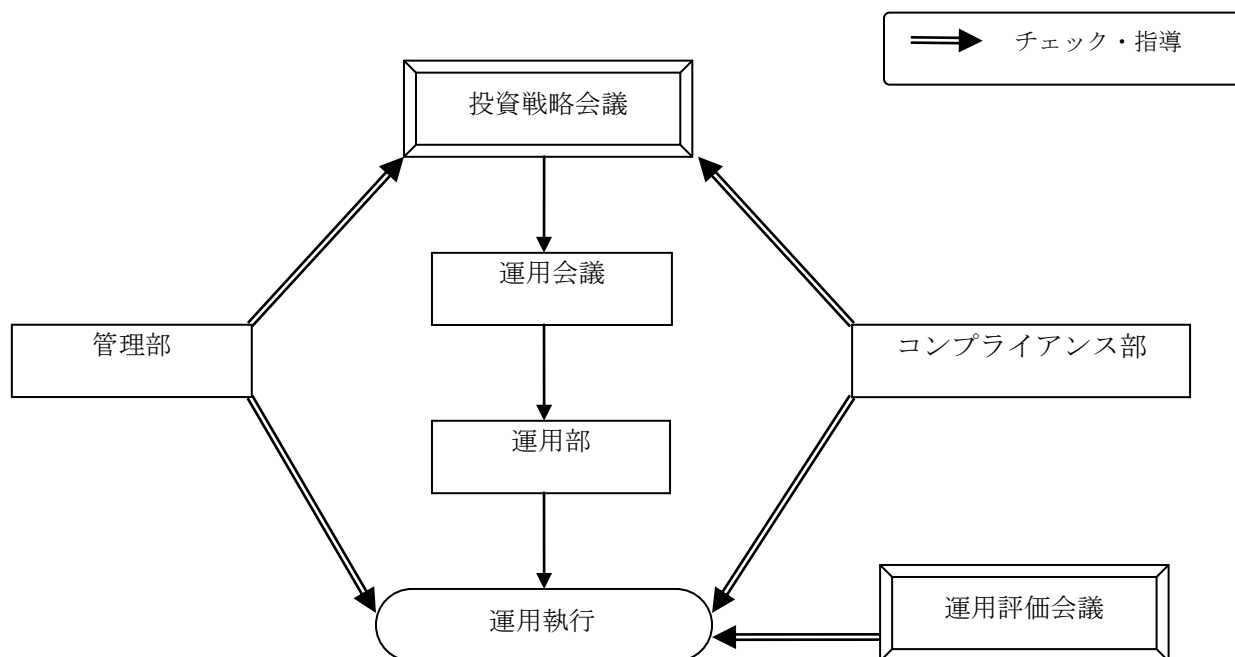 チェック・指導
投資戦略会議
運用会議
管理部
コンプライアンス部
運用部
運用評価会議
運用執行